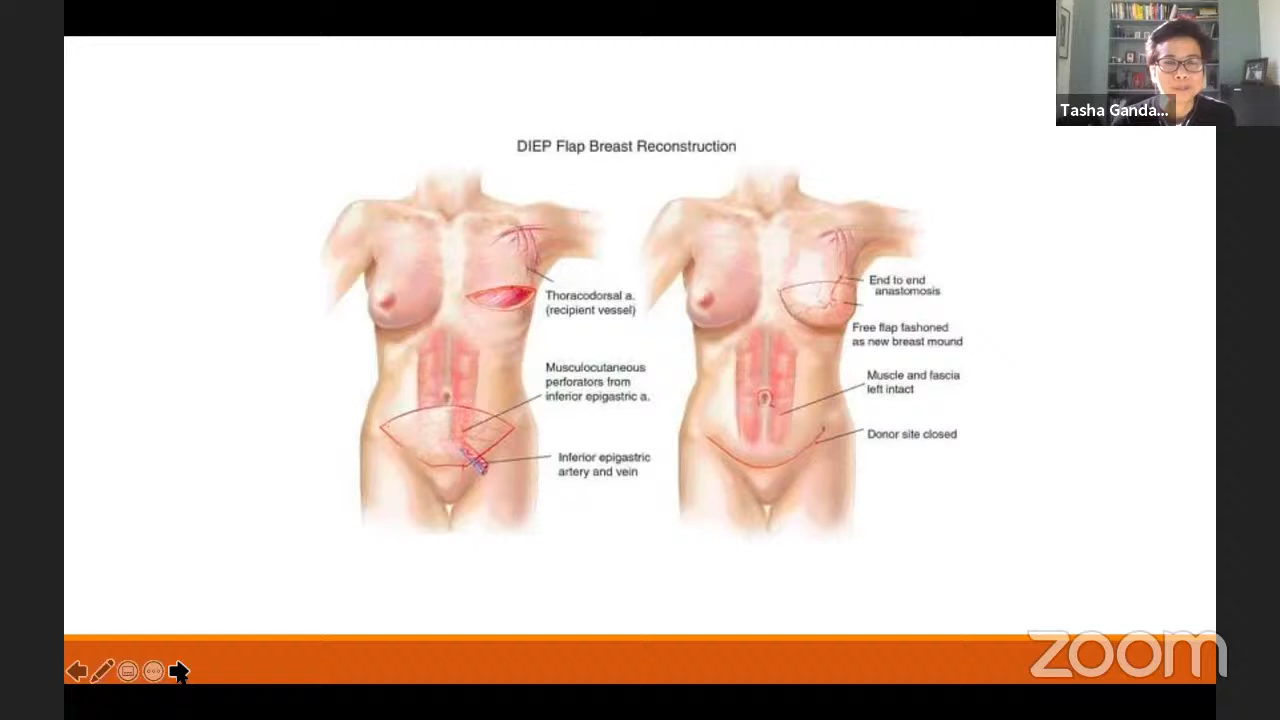 Tasha Ganda...
DIEP Flap Breast Reconstruction
Thoracodorsal a.
(recipient vessel)
Musculocutaneous
perforators from
inferior epigastric a.
Inferior epigastric
artery and vein
End to end
anastomosis
Free flap fashoned
as new breast mound
Muscle and fascia
left intact
Donor site closed
zoom